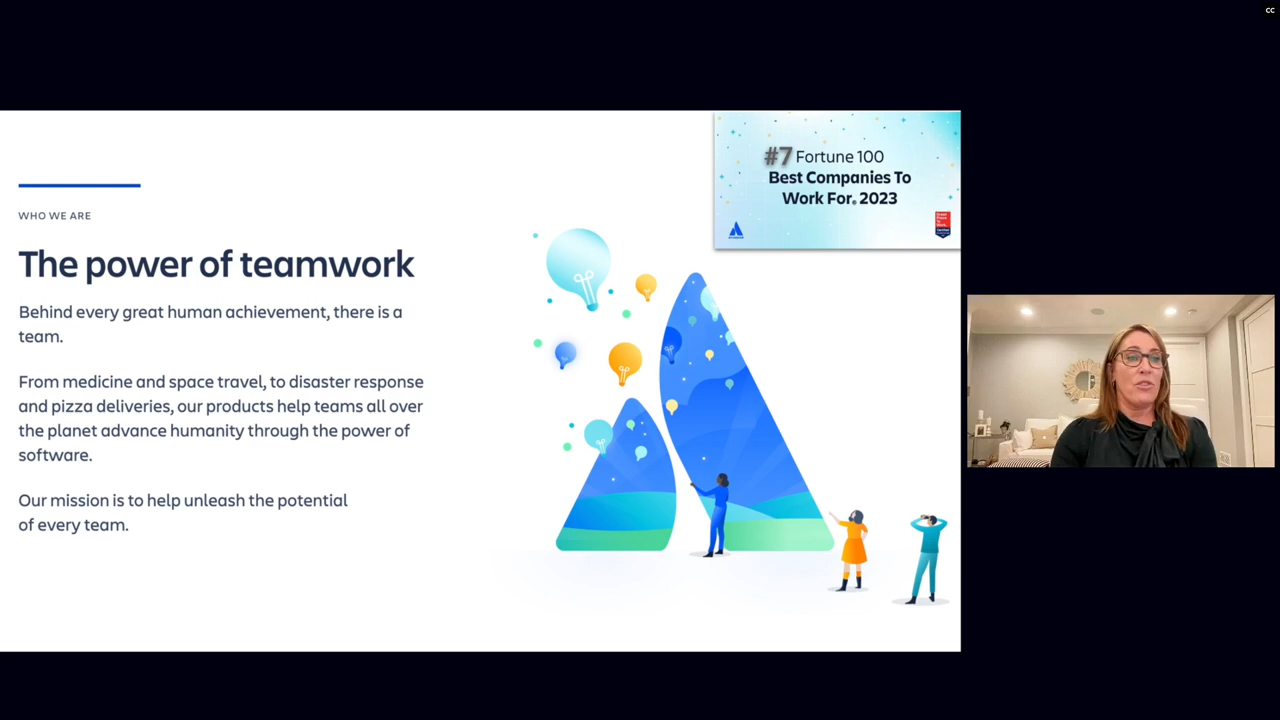 CC
#7 Fortune 100
Best Companies To
Work For® 2023
WHO WE ARE
The power of teamwork
Behind every great human achievement, there is a
team.
From medicine and space travel, to disaster response
and pizza deliveries, our products help teams all over
the planet advance humanity through the power of
software.
Our mission is to help unleash the potential
of every team.